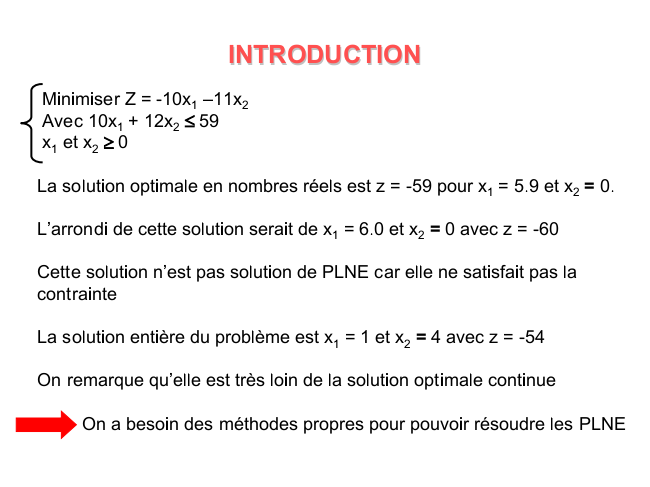 INTRODUCTION
Minimiser Z = -10x₁ –11x₂
Avec 10x₁ + 12x₂ ≤ 59
x₁ et x₂ ≥ 0
La solution optimale en nombres réels est z = -59 pour x₁ = 5.9 et x₂ = 0.
L’arrondi de cette solution serait de x₁ = 6.0 et x₂ = 0 avec z = -60
Cette solution n’est pas solution de PLNE car elle ne satisfait pas la
contrainte
La solution entière du problème est x₁ = 1 et x₂ = 4 avec z = -54
On remarque qu’elle est très loin de la solution optimale continue
On a besoin des méthodes propres pour pouvoir résoudre les PLNE